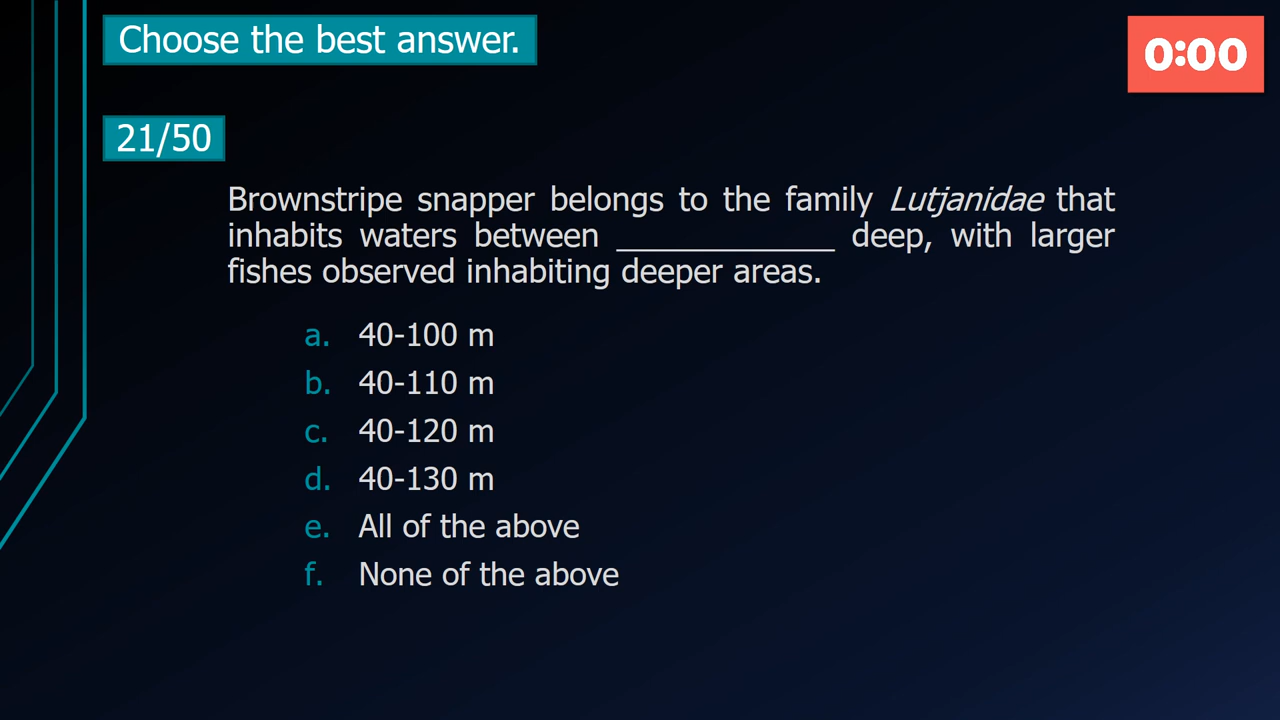 Choose the best answer.
0:00
21/50
Brownstripe snapper belongs to the family Lutjanidae that
inhabits waters between _____________ deep, with larger
fishes observed inhabiting deeper areas.
a. 40-100 m
b. 40-110 m
c. 40-120 m
d. 40-130 m
e. All of the above
f. None of the above